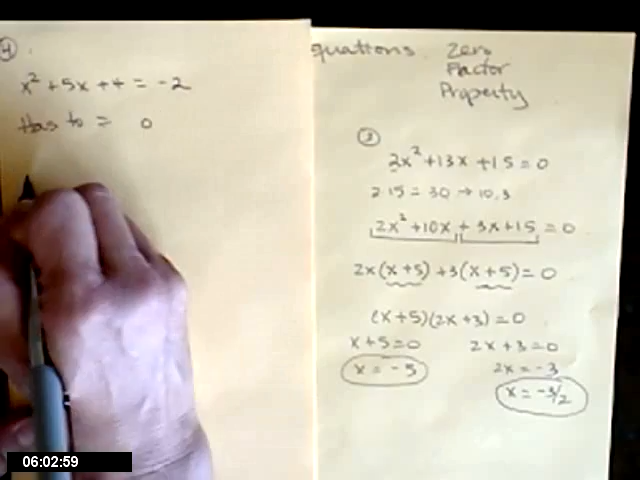 4
x² + 5x + 4 = -2
Has to = 0
quations Zero
Factor
Property
3
2x² + 13x + 15 = 0
2·15 = 30 → 10, 3
2x² + 10x + 3x + 15 = 0
2x(x+5) + 3(x+5) = 0
(x+5)(2x+3) = 0
x+5=0 2x+3=0
x = -5 2x = -3
x = -3/2
06:02:59